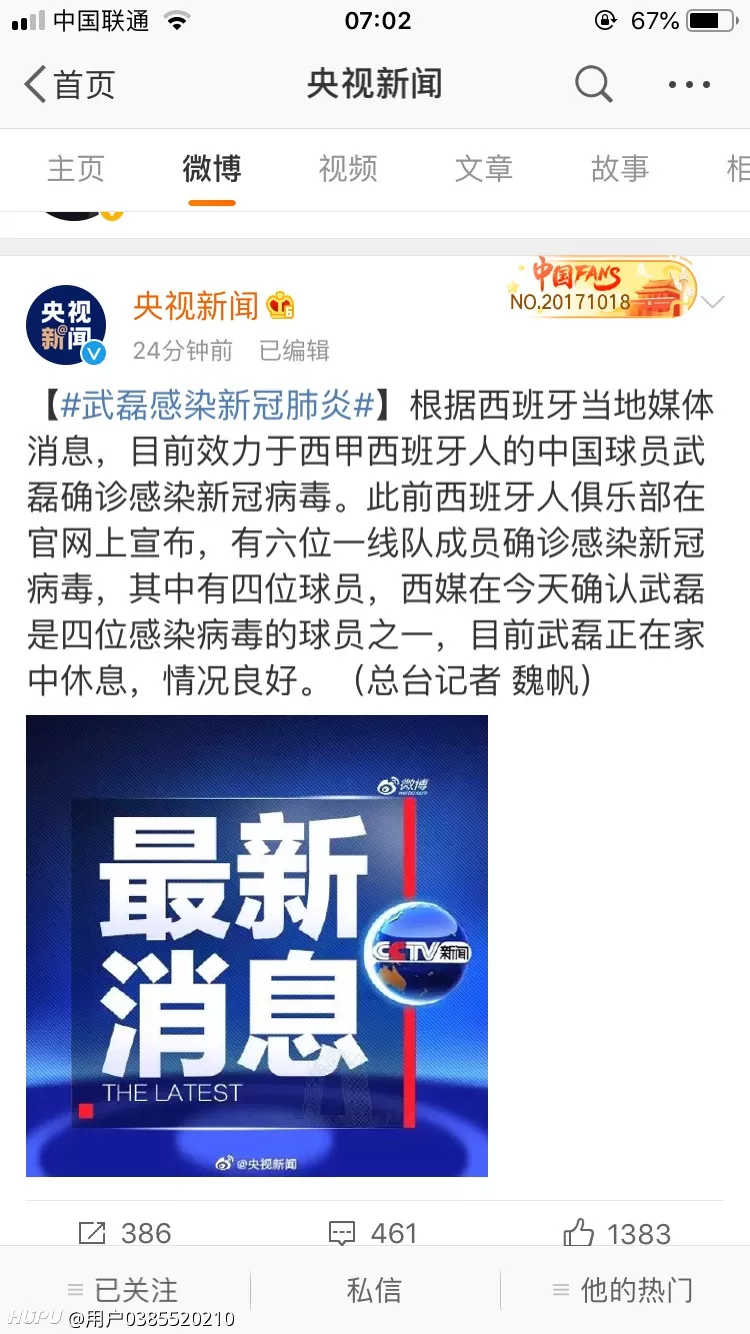 中国联通
07:02
67%
首页
央视新闻
主页
微博
视频
文章
故事
相
央视新闻
中国FANS
NO.20171018
24分钟前 已编辑
央视
新闻
【#武磊感染新冠肺炎#】根据西班牙当地媒体
消息，目前效力于西甲西班牙人的中国球员武
磊确诊感染新冠病毒。此前西班牙人俱乐部在
官网上宣布，有六位一线队成员确诊感染新冠
病毒，其中有四位球员，西媒在今天确认武磊
是四位感染病毒的球员之一，目前武磊正在家
中休息，情况良好。（总台记者 魏帆）
微博
最新
CCTV新闻
消息
THE LATEST
@央视新闻
386
461
1383
已关注
私信
他的热门
HUPU @用户0385520210